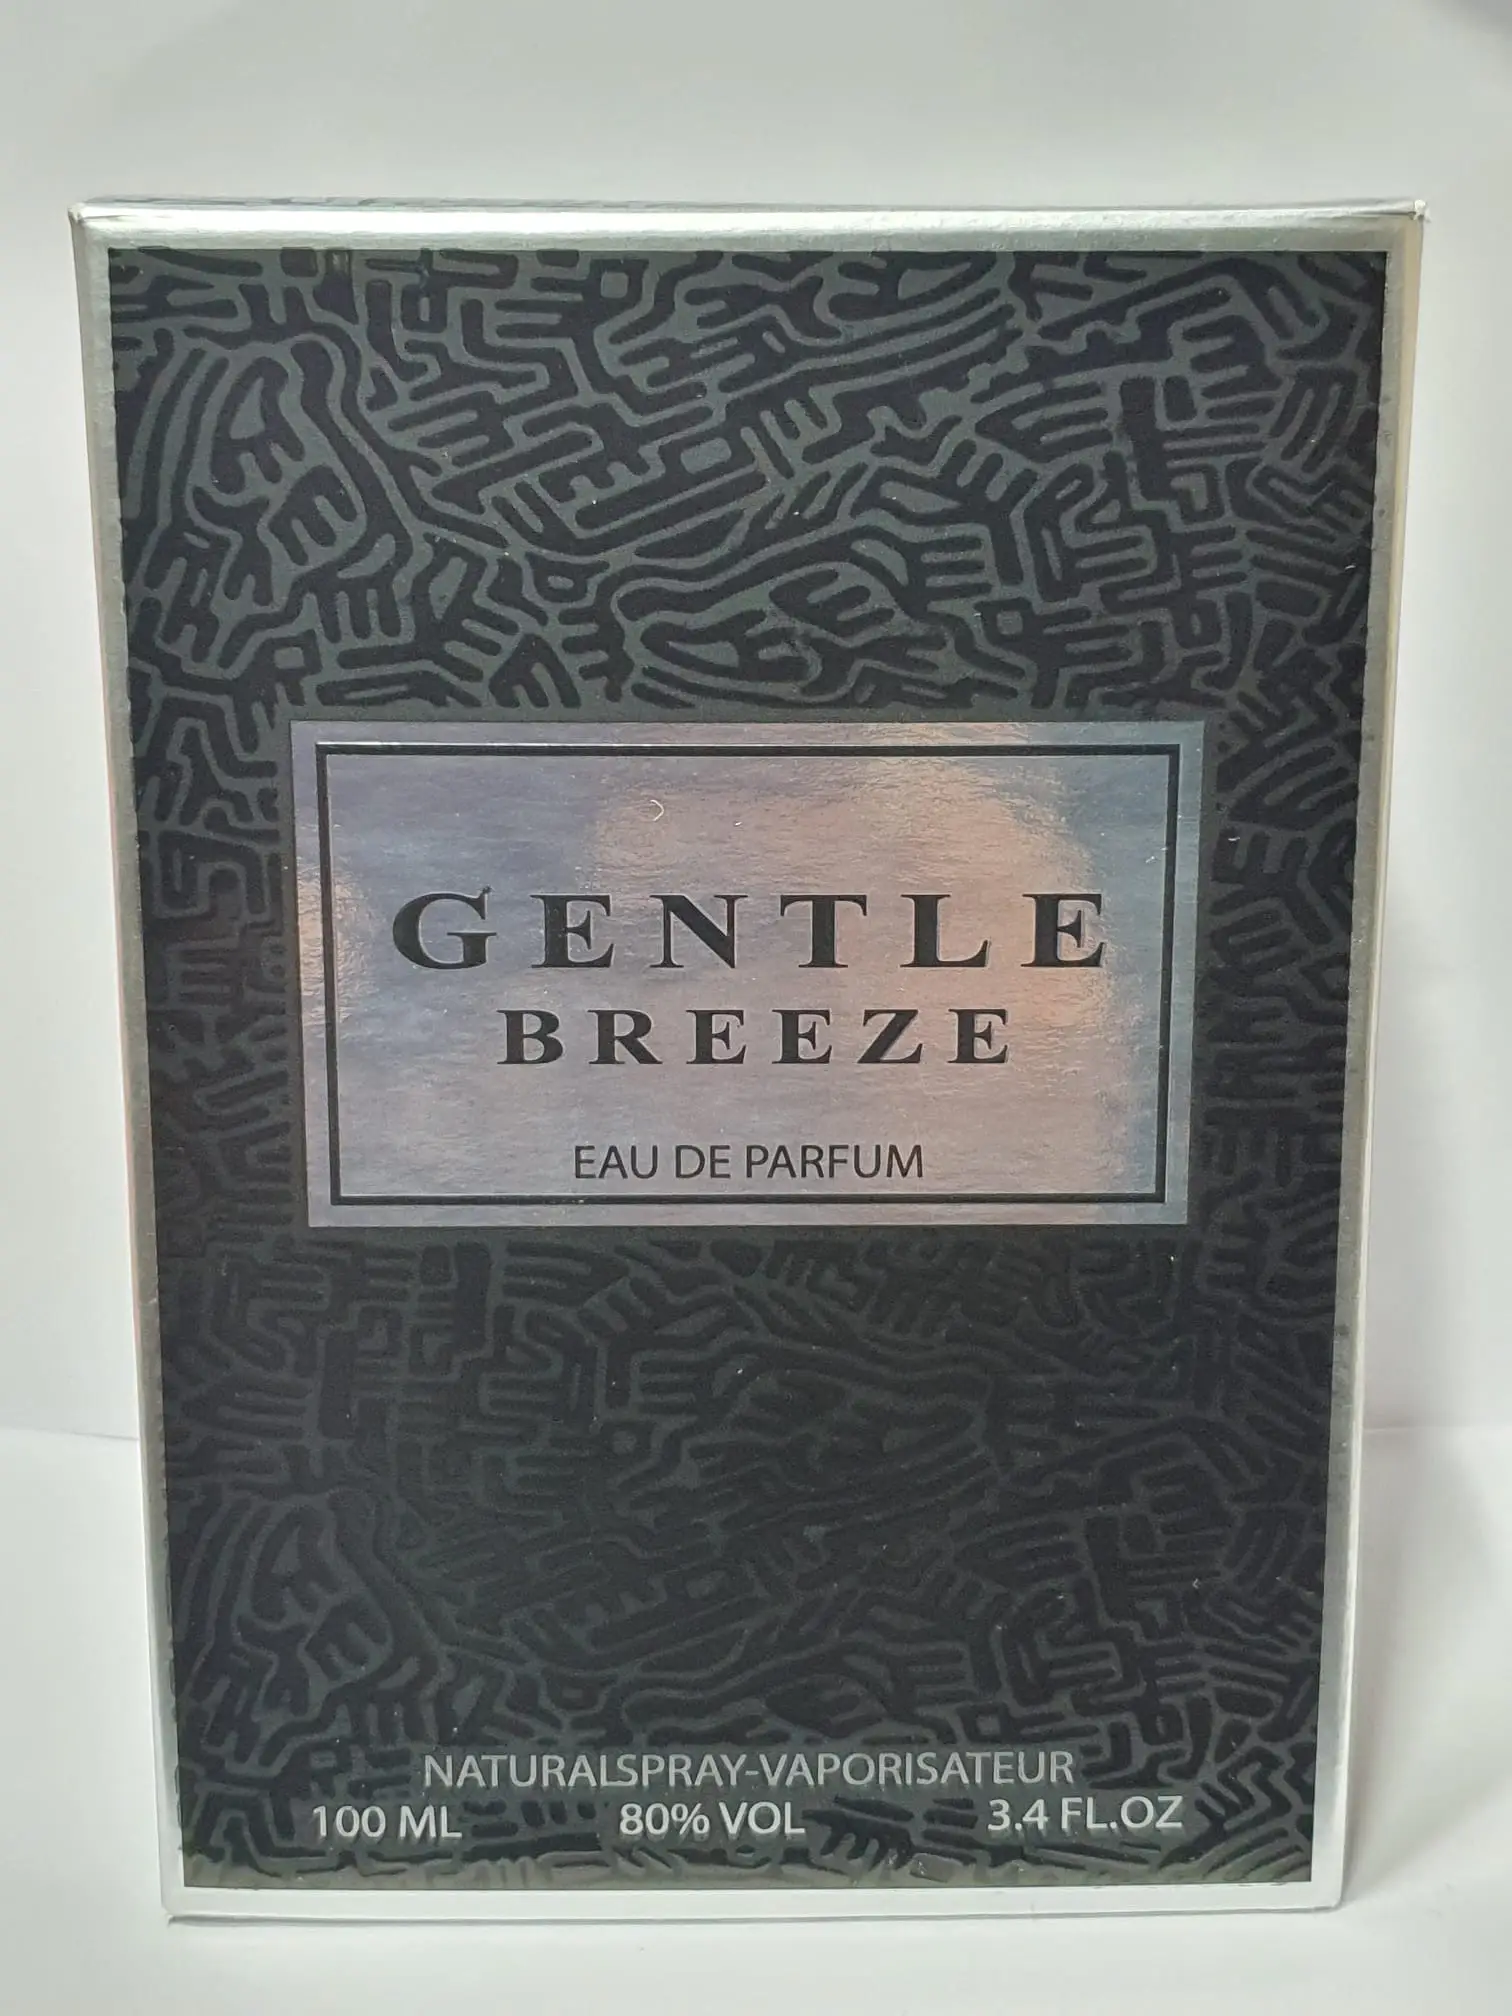 GENTLE
BREEZE
EAU DE PARFUM
NATURALSPRAY-VAPORISATEUR
100 ML 80% VOL 3.4 FL.OZ